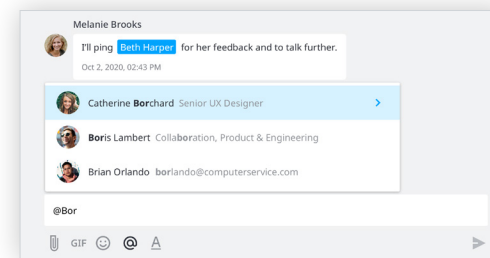 Melanie Brooks
I'll ping Beth Harper for her feedback and to talk further.
Oct 2, 2020, 02:43 PM
Catherine Borchard Senior UX Designer
Boris Lambert Collaboration, Product & Engineering
Brian Orlando borlando@computerservice.com
@Bor
GIF @ A